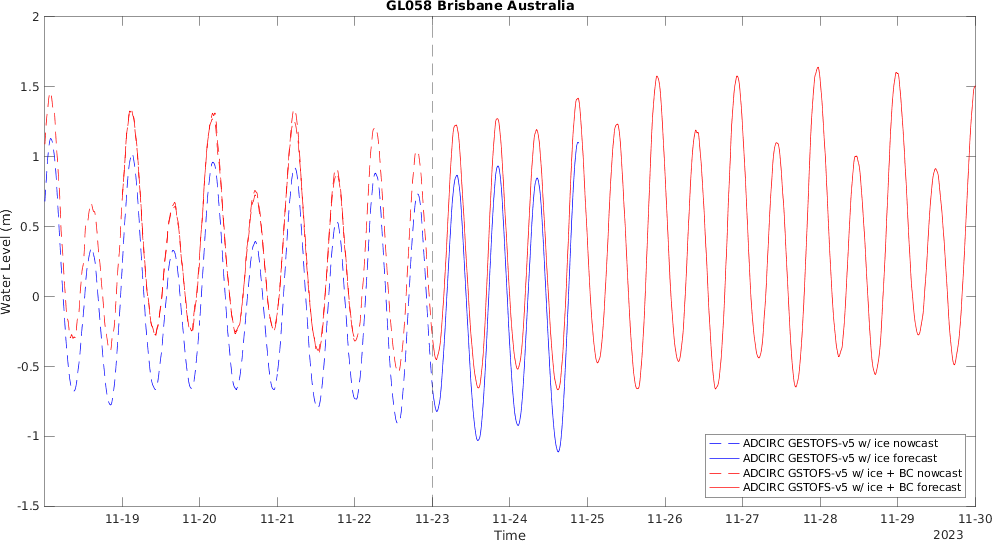 GL058 Brisbane Australia
2
1.5
1
0.5
0
-0.5
-1
-1.5
Water Level (m)
ADCIRC GESTOFS-v5 w/ ice nowcast
ADCIRC GESTOFS-v5 w/ ice forecast
ADCIRC GSTOFS-v5 w/ ice + BC nowcast
ADCIRC GSTOFS-v5 w/ ice + BC forecast
11-19 11-20 11-21 11-22 11-23 11-24 11-25 11-26 11-27 11-28 11-29 11-30
Time
2023